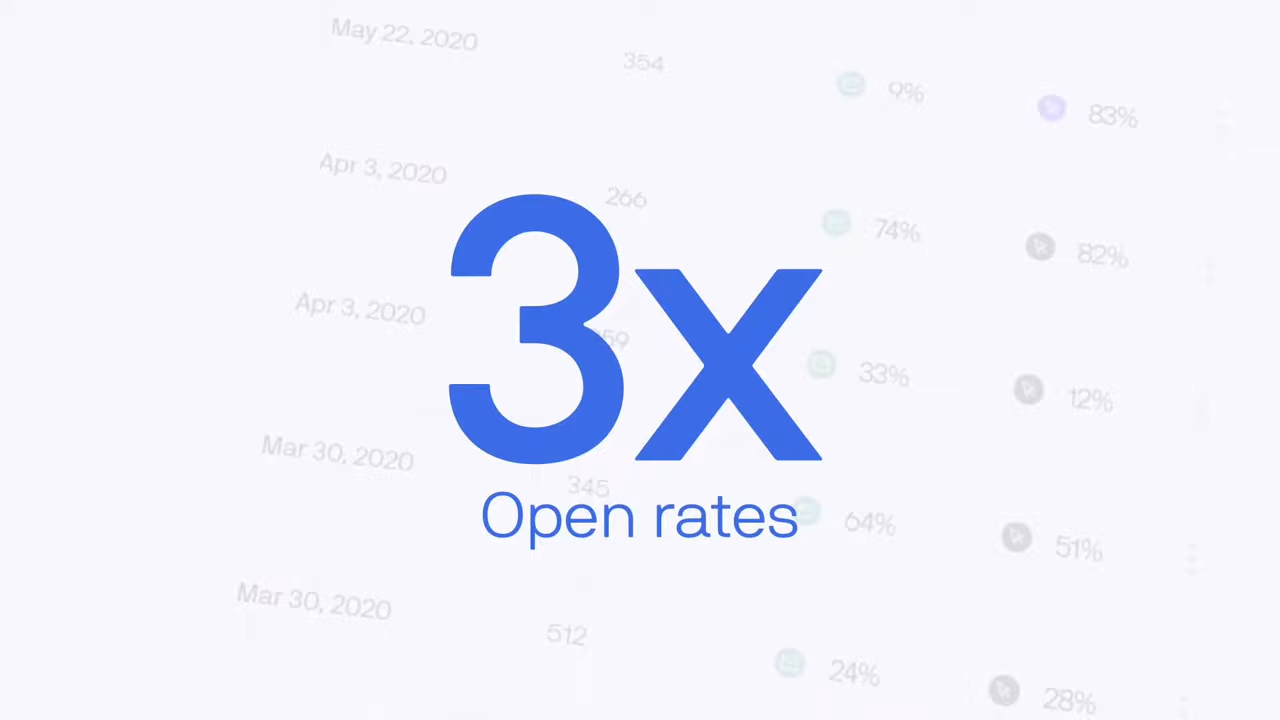 May 22, 2020 354 9% 83%
Apr 3, 2020 266 74% 82%
3x
Apr 3, 2020 359 33% 12%
Mar 30, 2020 345 64% 51%
Open rates
Mar 30, 2020 512 24% 28%